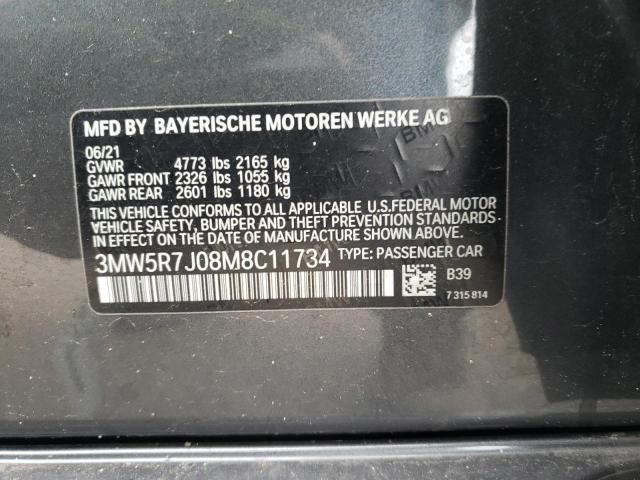 MFD BY BAYERISCHE MOTOREN WERKE AG
06/21
GVWR 4773 lbs 2165 kg
GAWR FRONT 2326 lbs 1055 kg
GAWR REAR 2601 lbs 1180 kg
THIS VEHICLE CONFORMS TO ALL APPLICABLE U.S.FEDERAL MOTOR
VEHICLE SAFETY, BUMPER AND THEFT PREVENTION STANDARDS
IN EFFECT ON THE DATE OF MANUFACTURE SHOWN ABOVE.
3MW5R7J08M8C11734 TYPE: PASSENGER CAR
B39
7 315 814